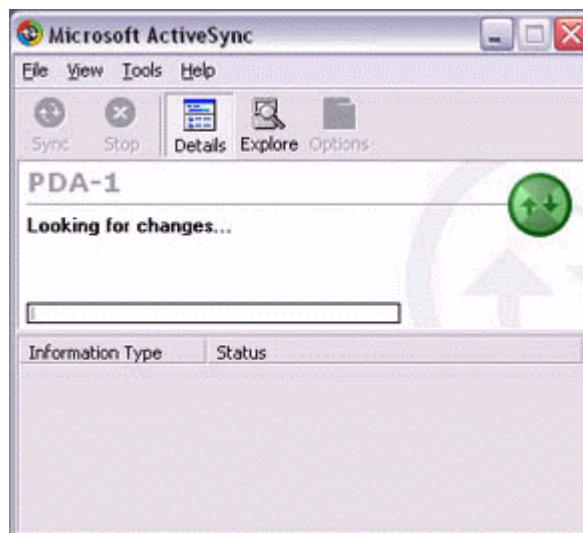 Microsoft ActiveSync
File View Tools Help
Sync Stop Details Explore Options
PDA-1
Looking for changes...
Information Type Status